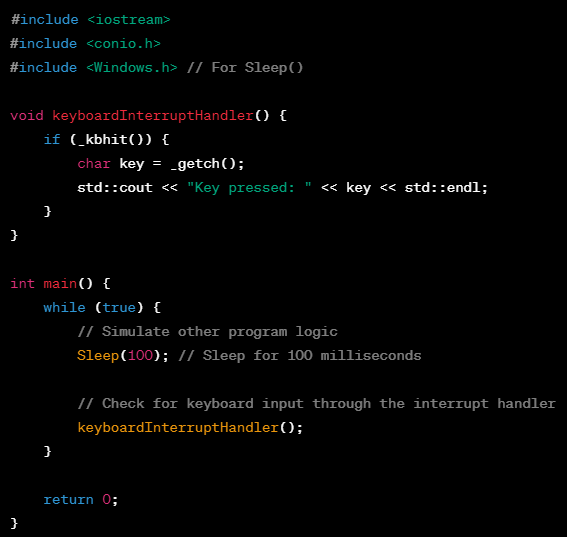 #include <iostream>
#include <conio.h>
#include <Windows.h> // For Sleep()

void keyboardInterruptHandler() {
    if (_kbhit()) {
        char key = _getch();
        std::cout << "Key pressed: " << key << std::endl;
    }
}

int main() {
    while (true) {
        // Simulate other program logic
        Sleep(100); // Sleep for 100 milliseconds

        // Check for keyboard input through the interrupt handler
        keyboardInterruptHandler();
    }

    return 0;
}